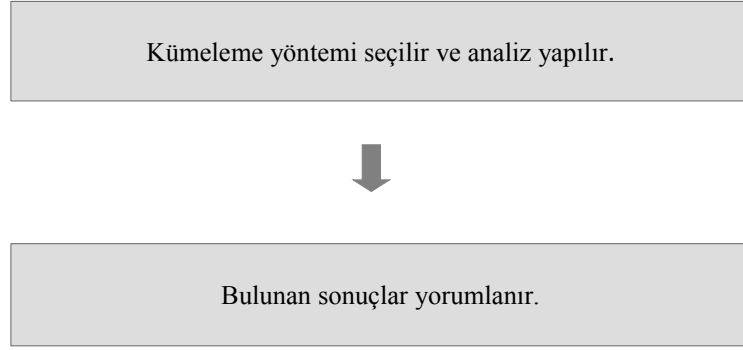 Kümeleme yöntemi seçilir ve analiz yapılır.
Bulunan sonuçlar yorumlanır.